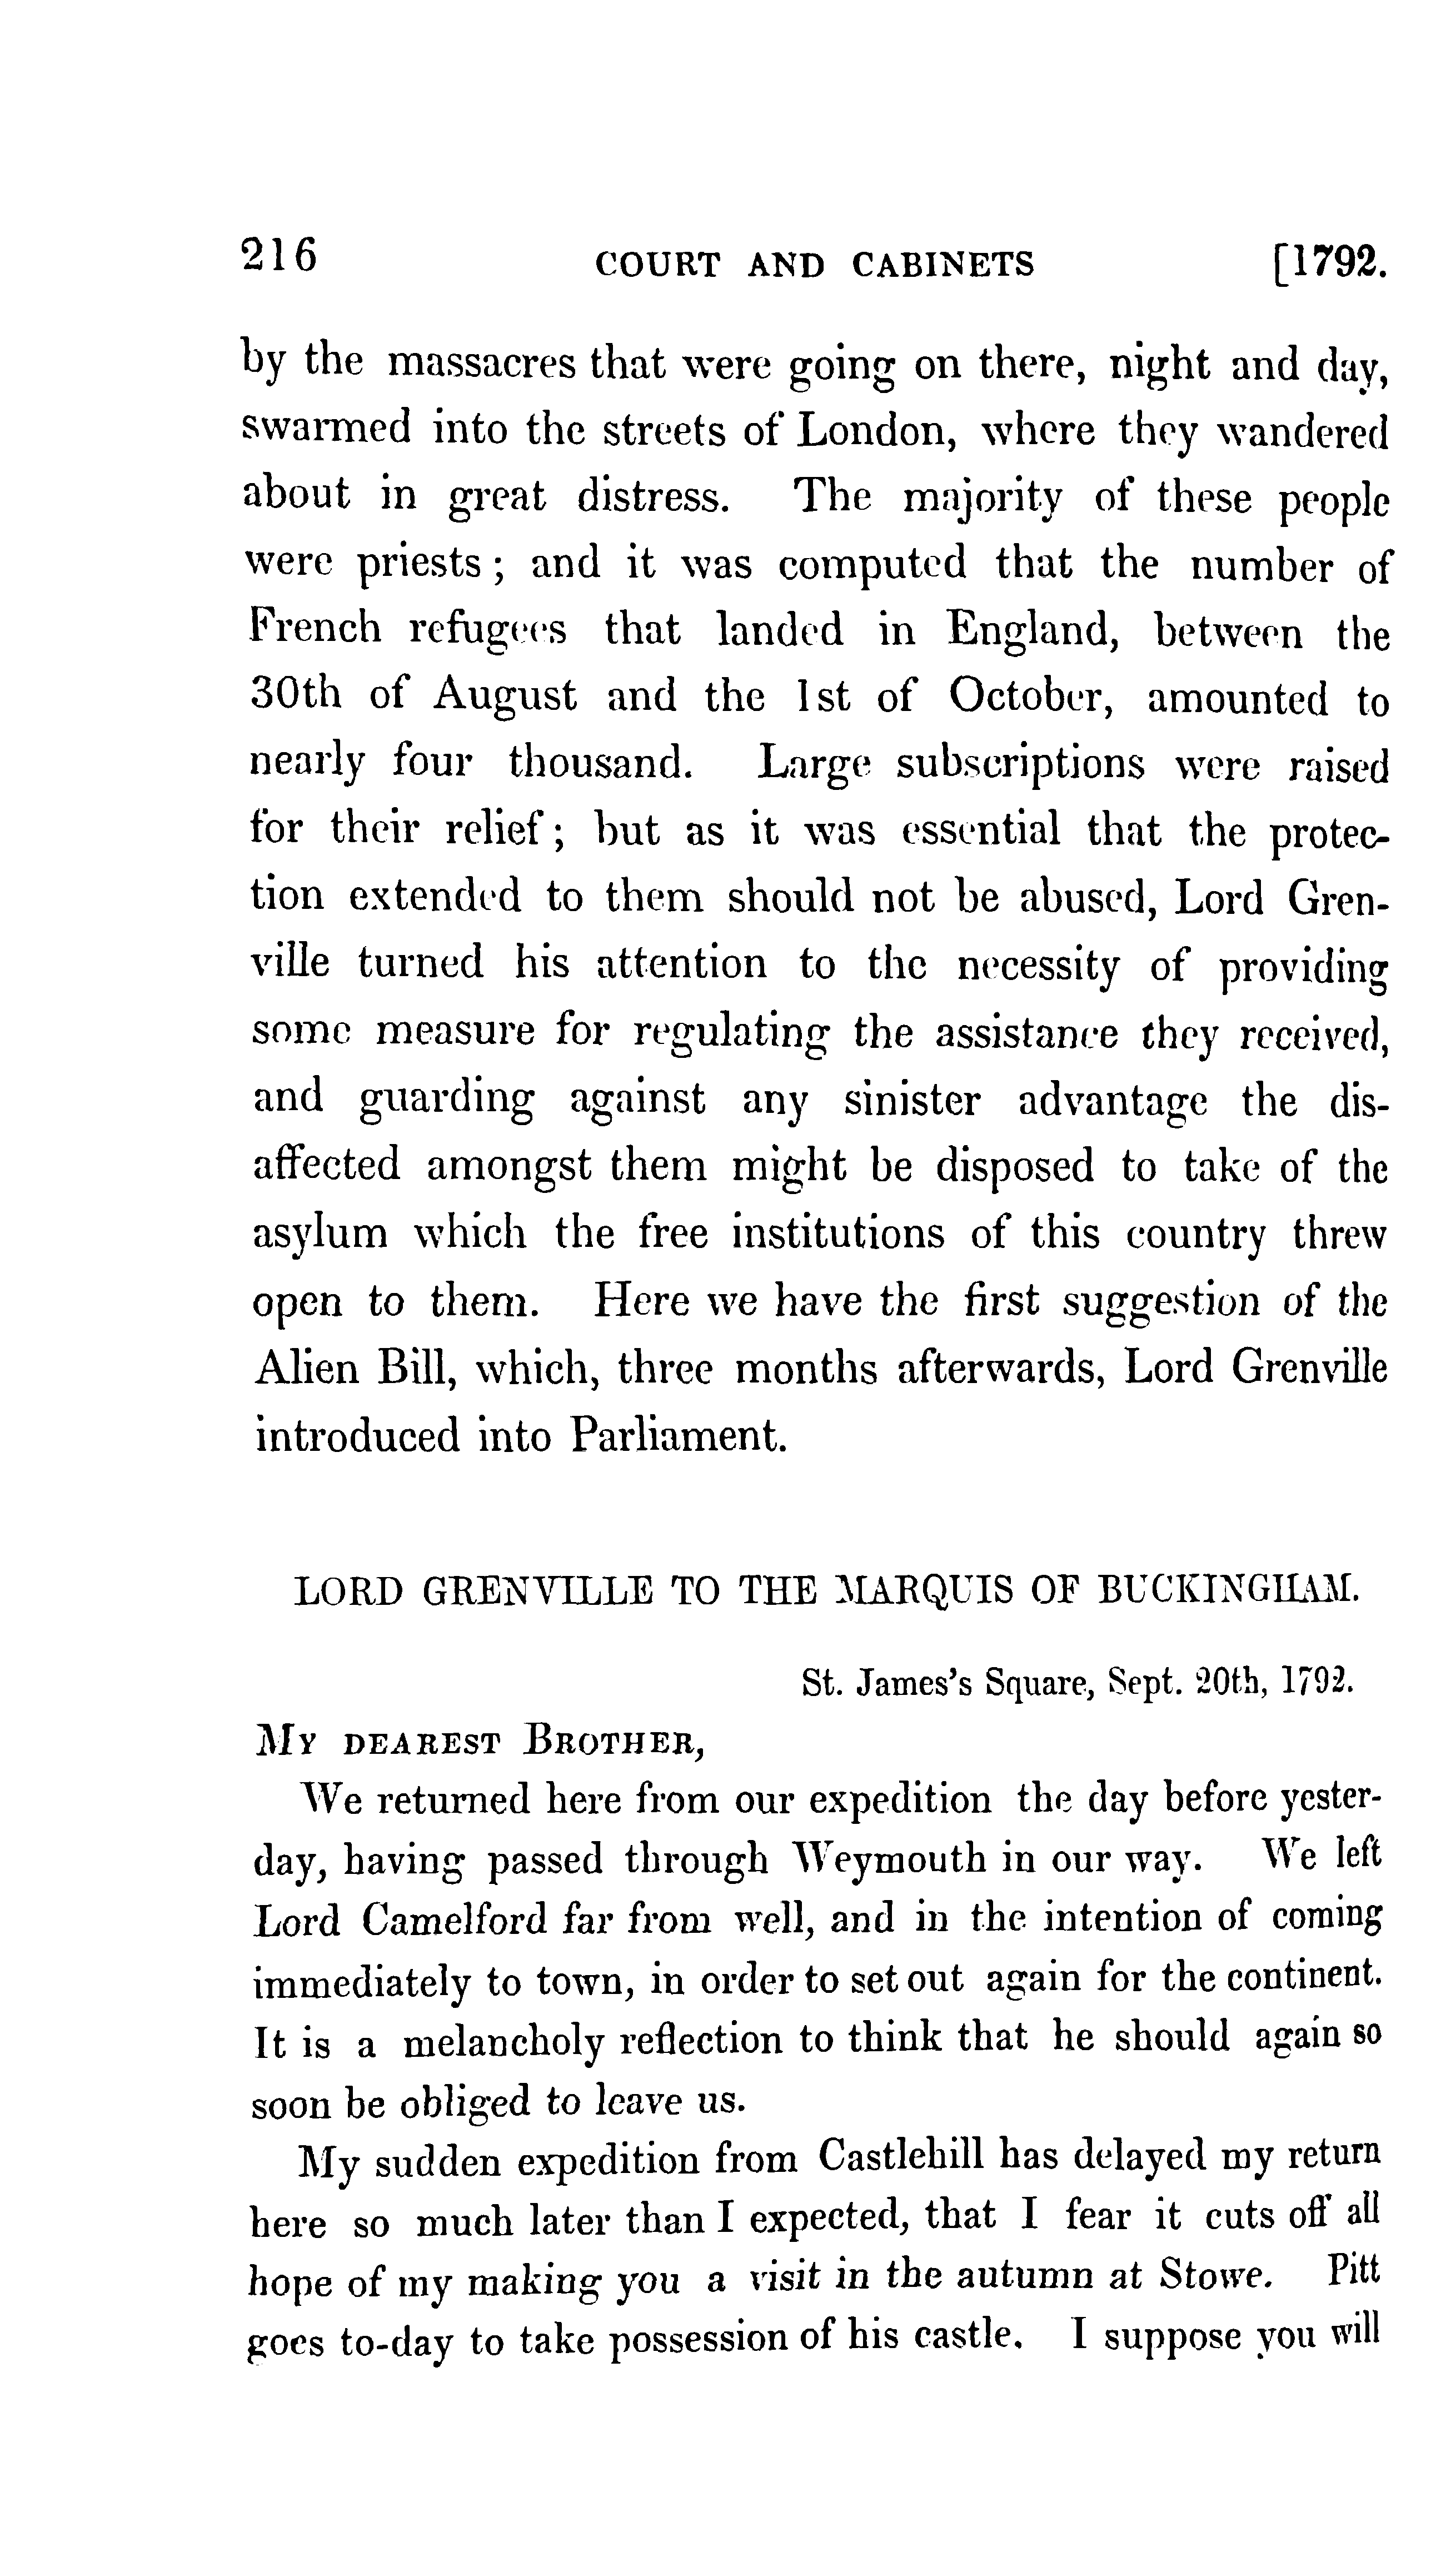 216 COURT AND CABINETS [1792.
by the massacres that were going on there, night and day,
swarmed into the streets of London, where they wandered
about in great distress. The majority of these people
were priests; and it was computed that the number of
French refugees that landed in England, between the
30th of August and the 1st of October, amounted to
nearly four thousand. Large subscriptions were raised
for their relief; but as it was essential that the protec-
tion extended to them should not be abused, Lord Gren-
ville turned his attention to the necessity of providing
some measure for regulating the assistance they received,
and guarding against any sinister advantage the dis-
affected amongst them might be disposed to take of the
asylum which the free institutions of this country threw
open to them. Here we have the first suggestion of the
Alien Bill, which, three months afterwards, Lord Grenville
introduced into Parliament.
LORD GRENVILLE TO THE MARQUIS OF BUCKINGHAM.
St. James's Square, Sept. 20th, 1792.
MY DEAREST BROTHER,
We returned here from our expedition the day before yester-
day, having passed through Weymouth in our way. We left
Lord Camelford far from well, and in the intention of coming
immediately to town, in order to set out again for the continent.
It is a melancholy reflection to think that he should again so
soon be obliged to leave us.
My sudden expedition from Castlehill has delayed my return
here so much later than I expected, that I fear it cuts off all
hope of my making you a visit in the autumn at Stowe. Pitt
goes to-day to take possession of his castle. I suppose you will